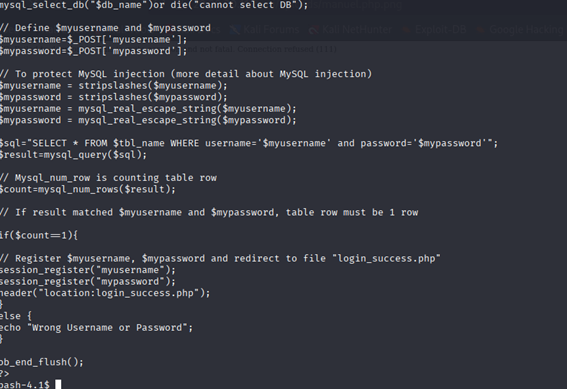 mysql_select_db("$db_name")or die("cannot select DB");
// Define $myusername and $mypassword
$myusername=$_POST['myusername'];
$mypassword=$_POST['mypassword'];
// To protect MySQL injection (more detail about MySQL injection)
$myusername = stripslashes($myusername);
$mypassword = stripslashes($mypassword);
$myusername = mysql_real_escape_string($myusername);
$mypassword = mysql_real_escape_string($mypassword);
$sql="SELECT * FROM $tbl_name WHERE username='$myusername' and password='$mypassword'";
$result=mysql_query($sql);
// Mysql_num_row is counting table row
$count=mysql_num_rows($result);
// If result matched $myusername and $mypassword, table row must be 1 row
if($count==1){
// Register $myusername, $mypassword and redirect to file "login_success.php"
session_register("myusername");
session_register("mypassword");
header("location:login_success.php");
}
else {
echo "Wrong Username or Password";
}
ob_end_flush();
?>
bash-4.1$